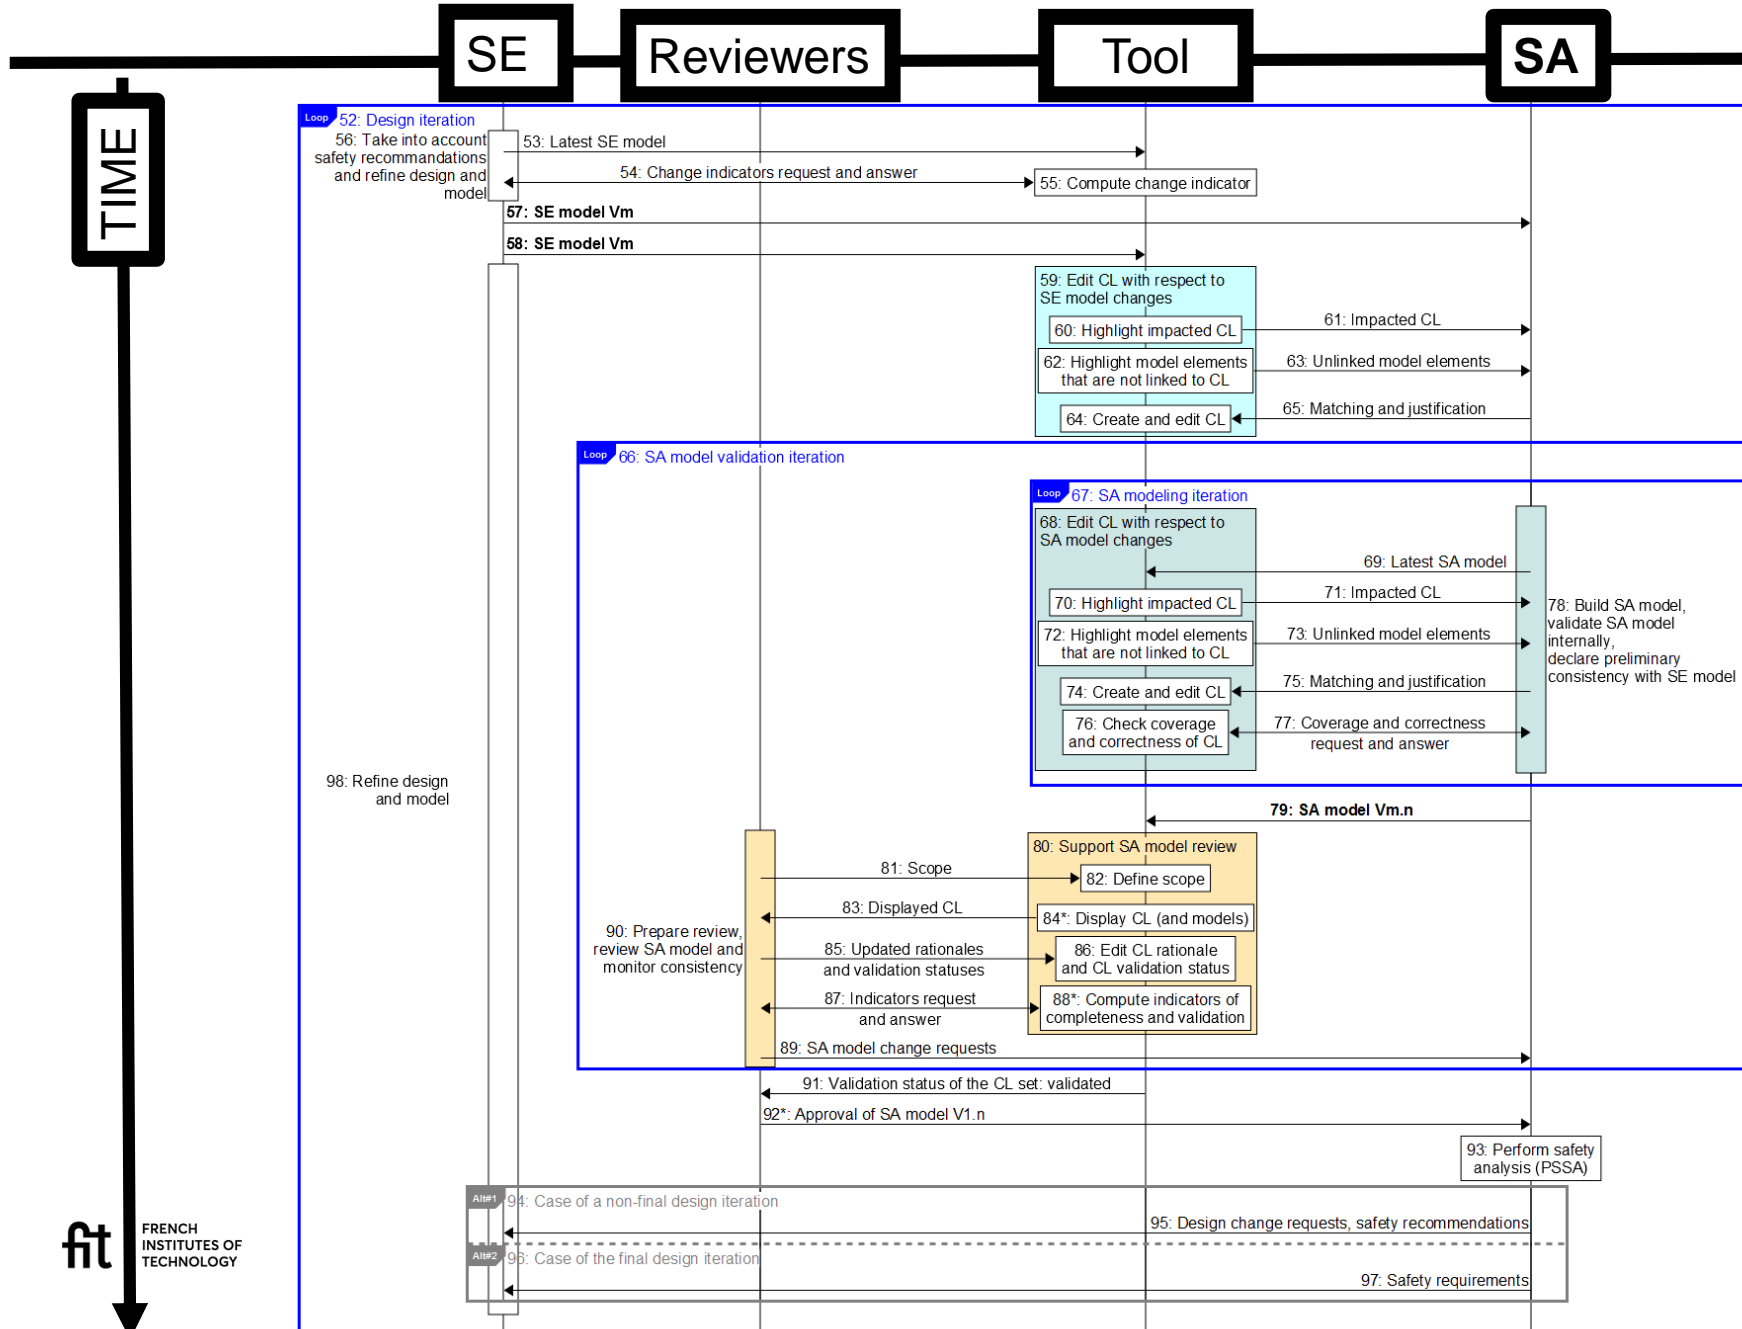 SE
Reviewers
Tool
SA
TIME
Loop
52: Design iteration
56: Take into account
safety recommandations
and refine design and
model
53: Latest SE model
54: Change indicators request and answer
55: Compute change indicator
57: SE model Vm
58: SE model Vm
59: Edit CL with respect to
SE model changes
60: Highlight impacted CL
61: Impacted CL
62: Highlight model elements
that are not linked to CL
63: Unlinked model elements
64: Create and edit CL
65: Matching and justification
Loop
66: SA model validation iteration
Loop
67: SA modeling iteration
68: Edit CL with respect to
SA model changes
69: Latest SA model
70: Highlight impacted CL
71: Impacted CL
72: Highlight model elements
that are not linked to CL
73: Unlinked model elements
74: Create and edit CL
75: Matching and justification
76: Check coverage
and correctness of CL
77: Coverage and correctness
request and answer
78: Build SA model,
validate SA model
internally,
declare preliminary
consistency with SE model
98: Refine design
and model
79: SA model Vm.n
80: Support SA model review
81: Scope
82: Define scope
83: Displayed CL
84*: Display CL (and models)
90: Prepare review,
review SA model and
monitor consistency
85: Updated rationales
and validation statuses
86: Edit CL rationale
and CL validation status
87: Indicators request
and answer
88*: Compute indicators of
completeness and validation
89: SA model change requests
91: Validation status of the CL set: validated
92*: Approval of SA model V1.n
93: Perform safety
analysis (PSSA)
Alt#1
94: Case of a non-final design iteration
95: Design change requests, safety recommendations
Alt#2
96: Case of the final design iteration
97: Safety requirements
fit
FRENCH
INSTITUTES OF
TECHNOLOGY